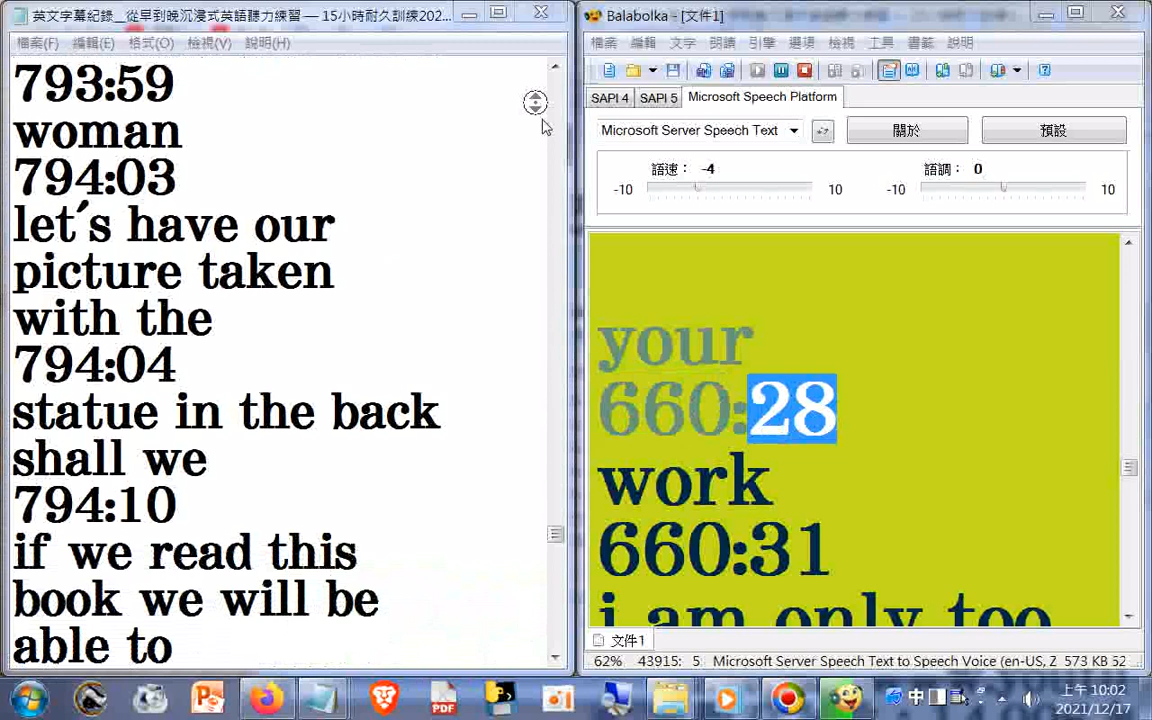 英文字幕紀錄__從早到晚沉浸式英語聽力練習 — 15小時耐久訓練202...
檔案(F) 編輯(E) 格式(O) 檢視(V) 說明(H)
793:59
woman
794:03
let's have our
picture taken
with the
794:04
statue in the back
shall we
794:10
if we read this
book we will be
able to
Balabolka - [文件1]
檔案 編輯 文字 朗讀 引擎 選項 檢視 工具 書籤 說明
SAPI 4 SAPI 5 Microsoft Speech Platform
Microsoft Server Speech Text 關於 預設
語速： -4 語調： 0
-10 10 -10 10
your
660:28
work
660:31
i am only too
文件1
62% 43915: 5 Microsoft Server Speech Text to Speech Voice (en-US, Z 573 KB 52
PDF 中 上午 10:02
2021/12/17